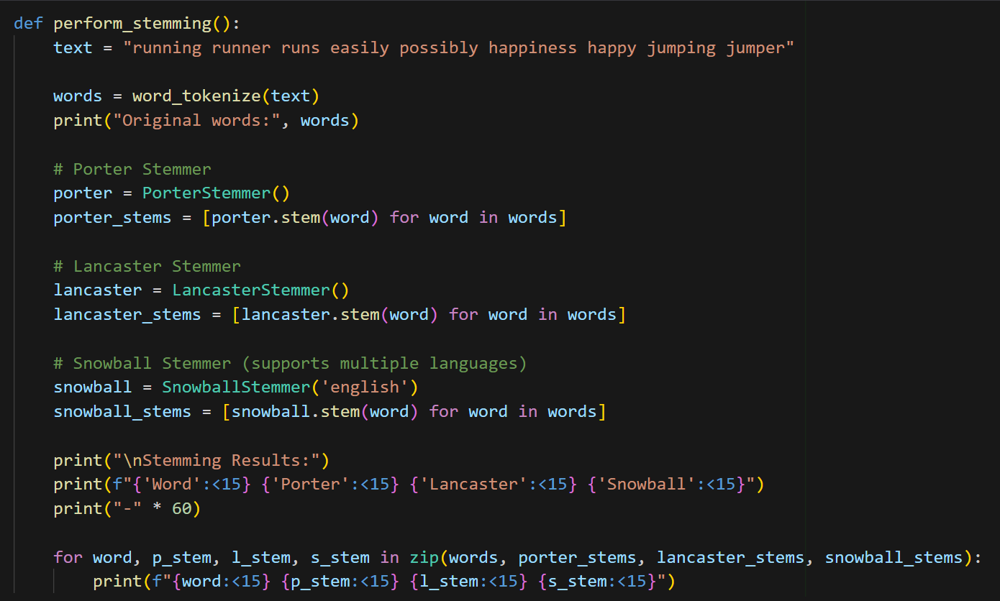 def perform_stemming():
    text = "running runner runs easily possibly happiness happy jumping jumper"

    words = word_tokenize(text)
    print("Original words:", words)

    # Porter Stemmer
    porter = PorterStemmer()
    porter_stems = [porter.stem(word) for word in words]

    # Lancaster Stemmer
    lancaster = LancasterStemmer()
    lancaster_stems = [lancaster.stem(word) for word in words]

    # Snowball Stemmer (supports multiple languages)
    snowball = SnowballStemmer('english')
    snowball_stems = [snowball.stem(word) for word in words]

    print("\nStemming Results:")
    print(f"{'Word':<15} {'Porter':<15} {'Lancaster':<15} {'Snowball':<15}")
    print("-" * 60)

    for word, p_stem, l_stem, s_stem in zip(words, porter_stems, lancaster_stems, snowball_stems):
        print(f"{word:<15} {p_stem:<15} {l_stem:<15} {s_stem:<15}")